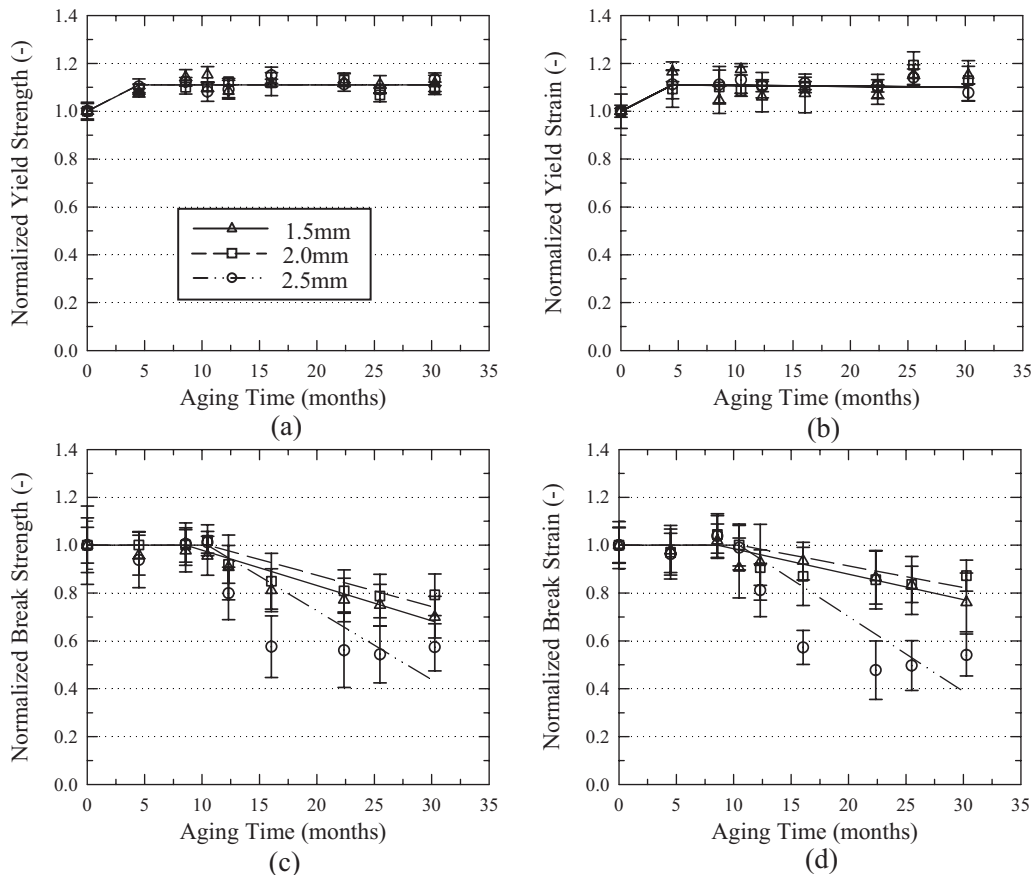 Normalized Yield Strength (-)
1.4
1.2
1.0
0.8
0.6
0.4
0.2
0.0
1.5mm
2.0mm
2.5mm
0 5 10 15 20 25 30 35
Aging Time (months)
(a)
Normalized Yield Strain (-)
1.4
1.2
1.0
0.8
0.6
0.4
0.2
0.0
0 5 10 15 20 25 30 35
Aging Time (months)
(b)
Normalized Break Strength (-)
1.4
1.2
1.0
0.8
0.6
0.4
0.2
0.0
0 5 10 15 20 25 30 35
Aging Time (months)
(c)
Normalized Break Strain (-)
1.4
1.2
1.0
0.8
0.6
0.4
0.2
0.0
0 5 10 15 20 25 30 35
Aging Time (months)
(d)